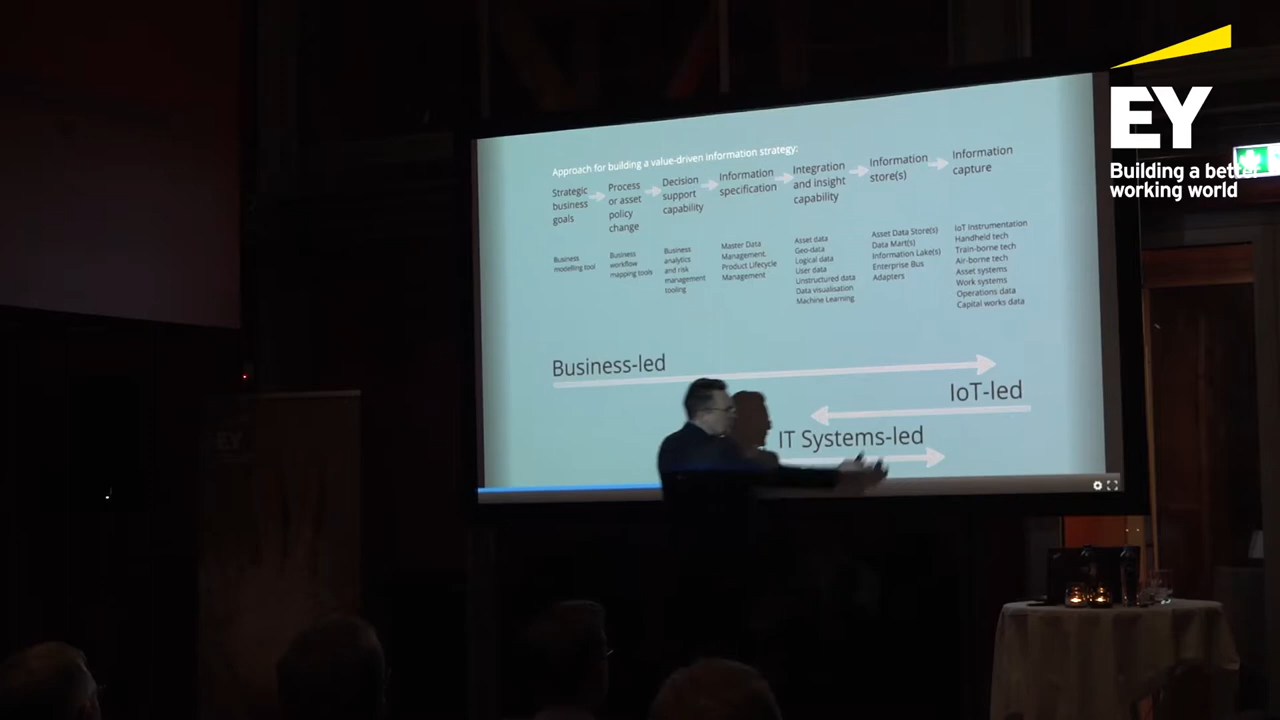 Approach for building a value-driven information strategy:
Strategic
business
goals
Process
or asset
policy
change
Decision
support
capability
Information
specification
Integration
and insight
capability
Information
store(s)
Information
capture
Business
modelling tool
Business
workflow
mapping tools
Business
analytics
and risk
management
tooling
Master Data
Management.
Product Lifecycle
Management
Asset data
Geo-data
Logical data
User data
Unstructured data
Data visualisation
Machine Learning
Asset Data Store(s)
Data Mart(s)
Information Lake(s)
Enterprise Bus
Adapters
IoT Instrumentation
Handheld tech
Train-borne tech
Air-borne tech
Asset systems
Work systems
Operations data
Capital works data
Business-led
IoT-led
IT Systems-led
EY
Building a better
working world
EY